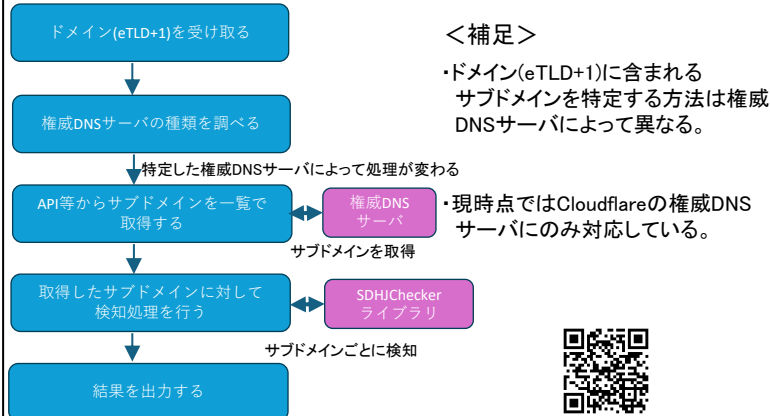 ドメイン(eTLD+1)を受け取る
権威DNSサーバの種類を調べる
特定した権威DNSサーバによって処理が変わる
API等からサブドメインを一覧で
取得する
権威DNS
サーバ
サブドメインを取得
取得したサブドメインに対して
検知処理を行う
SDHJChecker
ライブラリ
サブドメインごとに検知
結果を出力する
＜補足＞
・ドメイン(eTLD+1)に含まれる
サブドメインを特定する方法は権威
DNSサーバによって異なる。
・現時点ではCloudflareの権威DNS
サーバにのみ対応している。